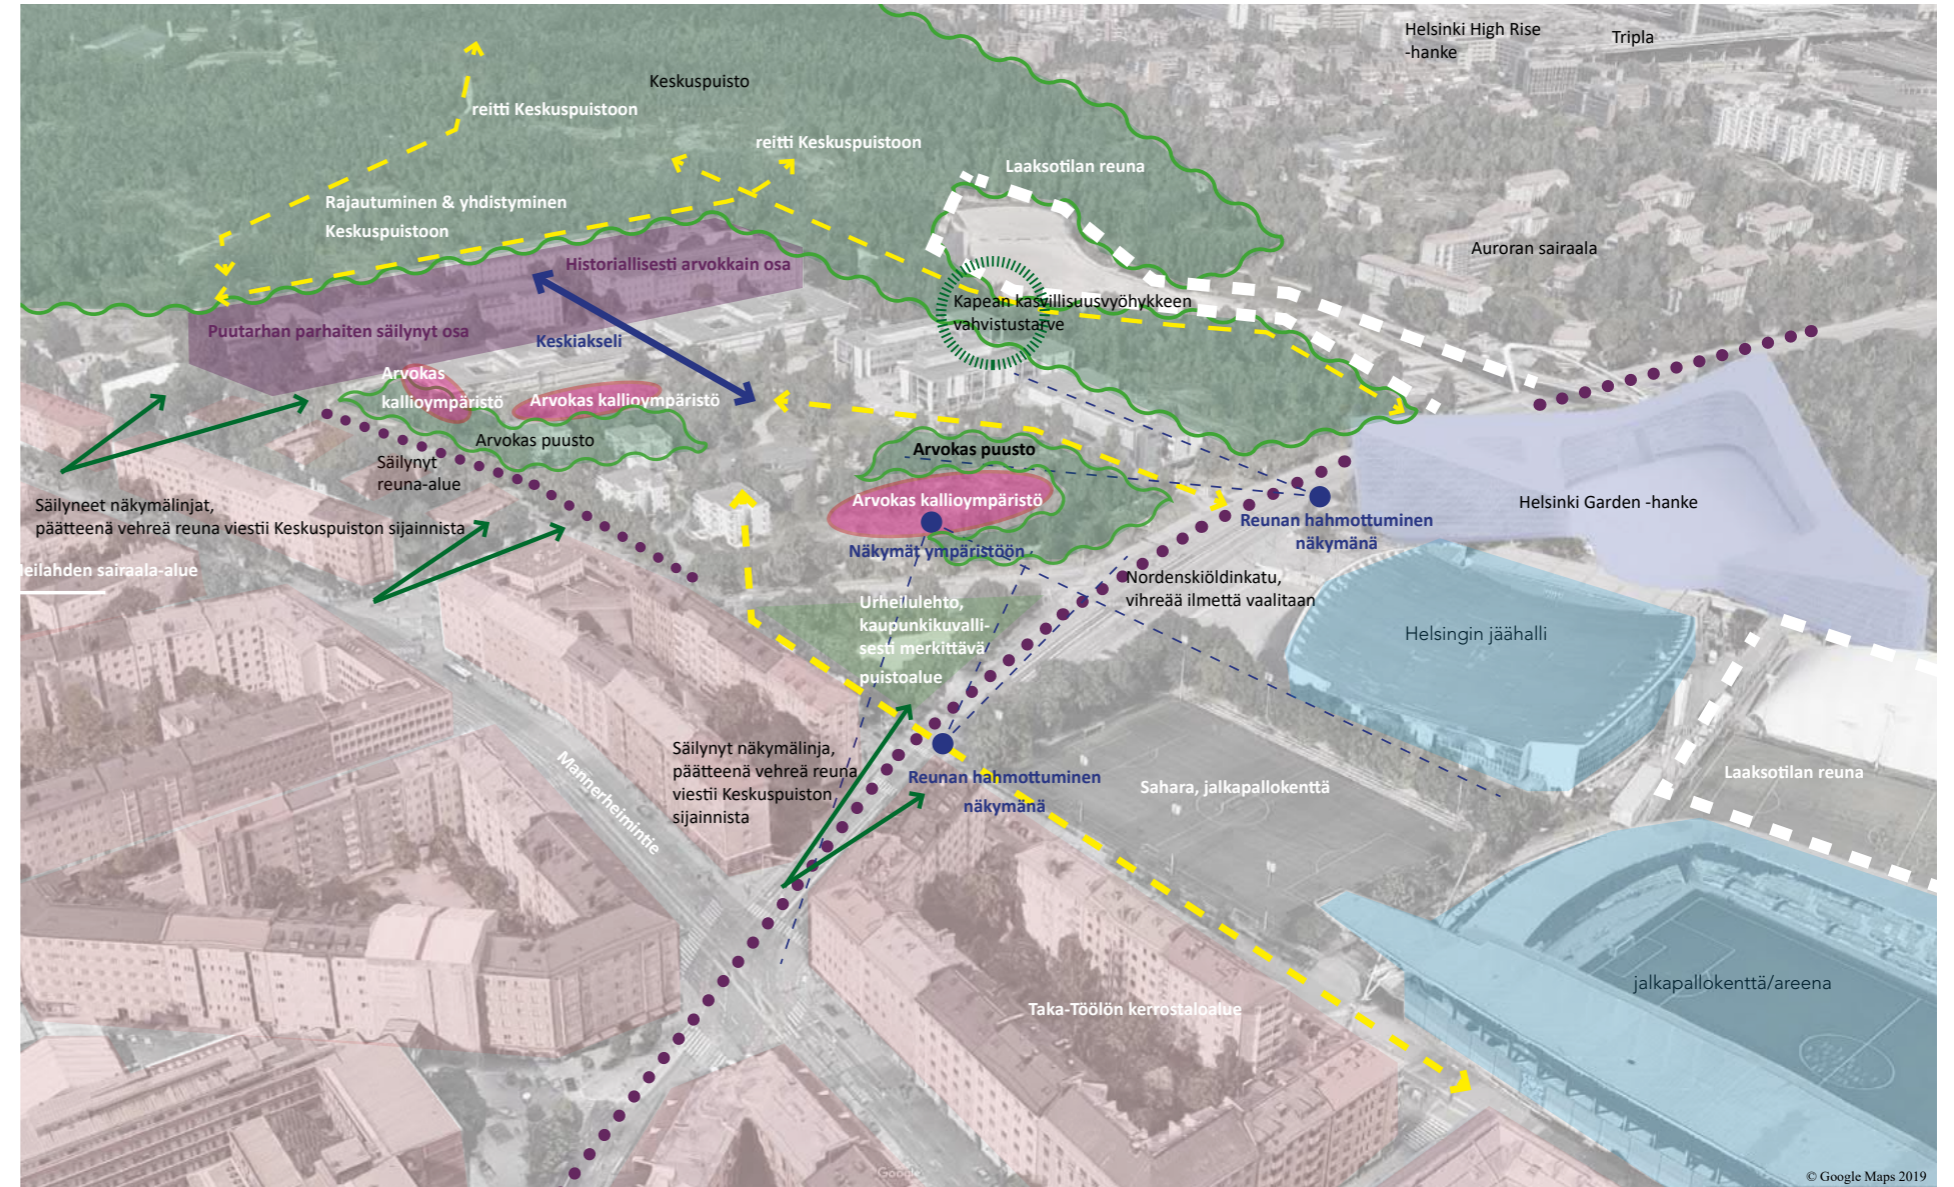 Helsinki High Rise
-hanke
Tripla
Keskuspuisto
reitti Keskuspuistoon
reitti Keskuspuistoon
Laaksotilan reuna
Rajautuminen & yhdistyminen
Keskuspuistoon
Auroran sairaala
Historiallisesti arvokkain osa
Kapean kasvillisuusvyöhykkeen
vahvistustarve
Puutarhan parhaiten säilynyt osa
Keskiakseli
Arvokas
kallioympäristö
Arvokas kallioympäristö
Arvokas puusto
Arvokas puusto
Säilynyt
reuna-alue
Arvokas kallioympäristö
Säilyneet näkymälinjat,
päätteenä vehreä reuna viestii Keskuspuiston sijainnista
Helsinki Garden -hanke
Reunan hahmottuminen
näkymänä
Näkymät ympäristöön
leilahden sairaala-alue
Nordenskiöldinkatu,
vihreää ilmettä vaalitaan
Urheilulehto,
kaupunkikuvalli-
sesti merkittävä
puistoalue
Helsingin jäähalli
Säilynyt näkymälinja,
päätteenä vehreä reuna
viestii Keskuspuiston
sijainnista
Mannerheimintie
Reunan hahmottuminen
näkymänä
Sahara, jalkapallokenttä
Laaksotilan reuna
jalkapallokenttä/areena
Taka-Töölön kerrostaloalue
Google
© Google Maps 2019